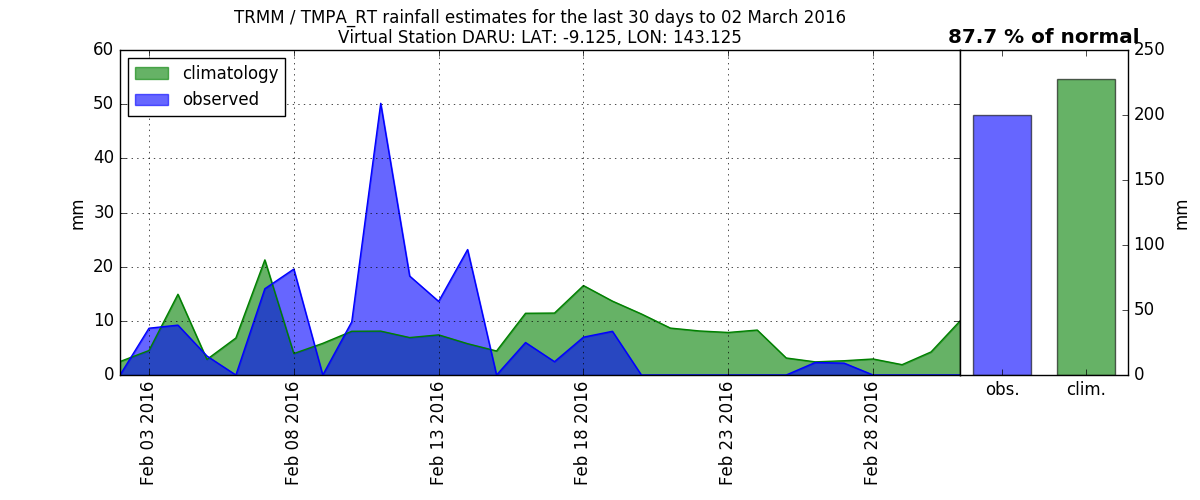 TRMM / TMPA_RT rainfall estimates for the last 30 days to 02 March 2016
Virtual Station DARU: LAT: -9.125, LON: 143.125
87.7 % of normal
climatology
observed
60
50
40
30
20
10
0
mm
Feb 03 2016
Feb 08 2016
Feb 13 2016
Feb 18 2016
Feb 23 2016
Feb 28 2016
250
200
150
100
50
0
mm
obs.
clim.